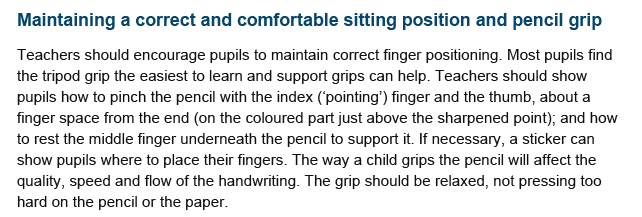 Maintaining a correct and comfortable sitting position and pencil grip
Teachers should encourage pupils to maintain correct finger positioning. Most pupils find
the tripod grip the easiest to learn and support grips can help. Teachers should show
pupils how to pinch the pencil with the index (‘pointing’) finger and the thumb, about a
finger space from the end (on the coloured part just above the sharpened point); and how
to rest the middle finger underneath the pencil to support it. If necessary, a sticker can
show pupils where to place their fingers. The way a child grips the pencil will affect the
quality, speed and flow of the handwriting. The grip should be relaxed, not pressing too
hard on the pencil or the paper.